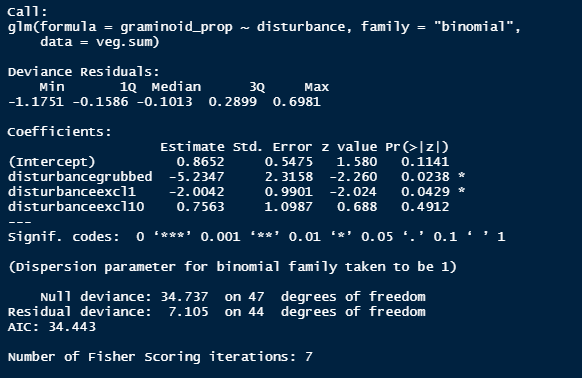 Call:
glm(formula = graminoid_prop ~ disturbance, family = "binomial",
    data = veg.sum)
Deviance Residuals:
    Min       1Q   Median       3Q      Max
-1.1751  -0.1586  -0.1013   0.2899   0.6981
Coefficients:
                   Estimate Std. Error z value Pr(>|z|)
(Intercept)          0.8652     0.5475   1.580   0.1141
disturbancegrubbed  -5.2347     2.3158  -2.260   0.0238 *
disturbanceexcl1    -2.0042     0.9901  -2.024   0.0429 *
disturbanceexcl10    0.7563     1.0987   0.688   0.4912
---
Signif. codes:  0 ‘***’ 0.001 ‘**’ 0.01 ‘*’ 0.05 ‘.’ 0.1 ‘ ’ 1
(Dispersion parameter for binomial family taken to be 1)
    Null deviance: 34.737  on 47  degrees of freedom
Residual deviance:  7.105  on 44  degrees of freedom
AIC: 34.443
Number of Fisher Scoring iterations: 7